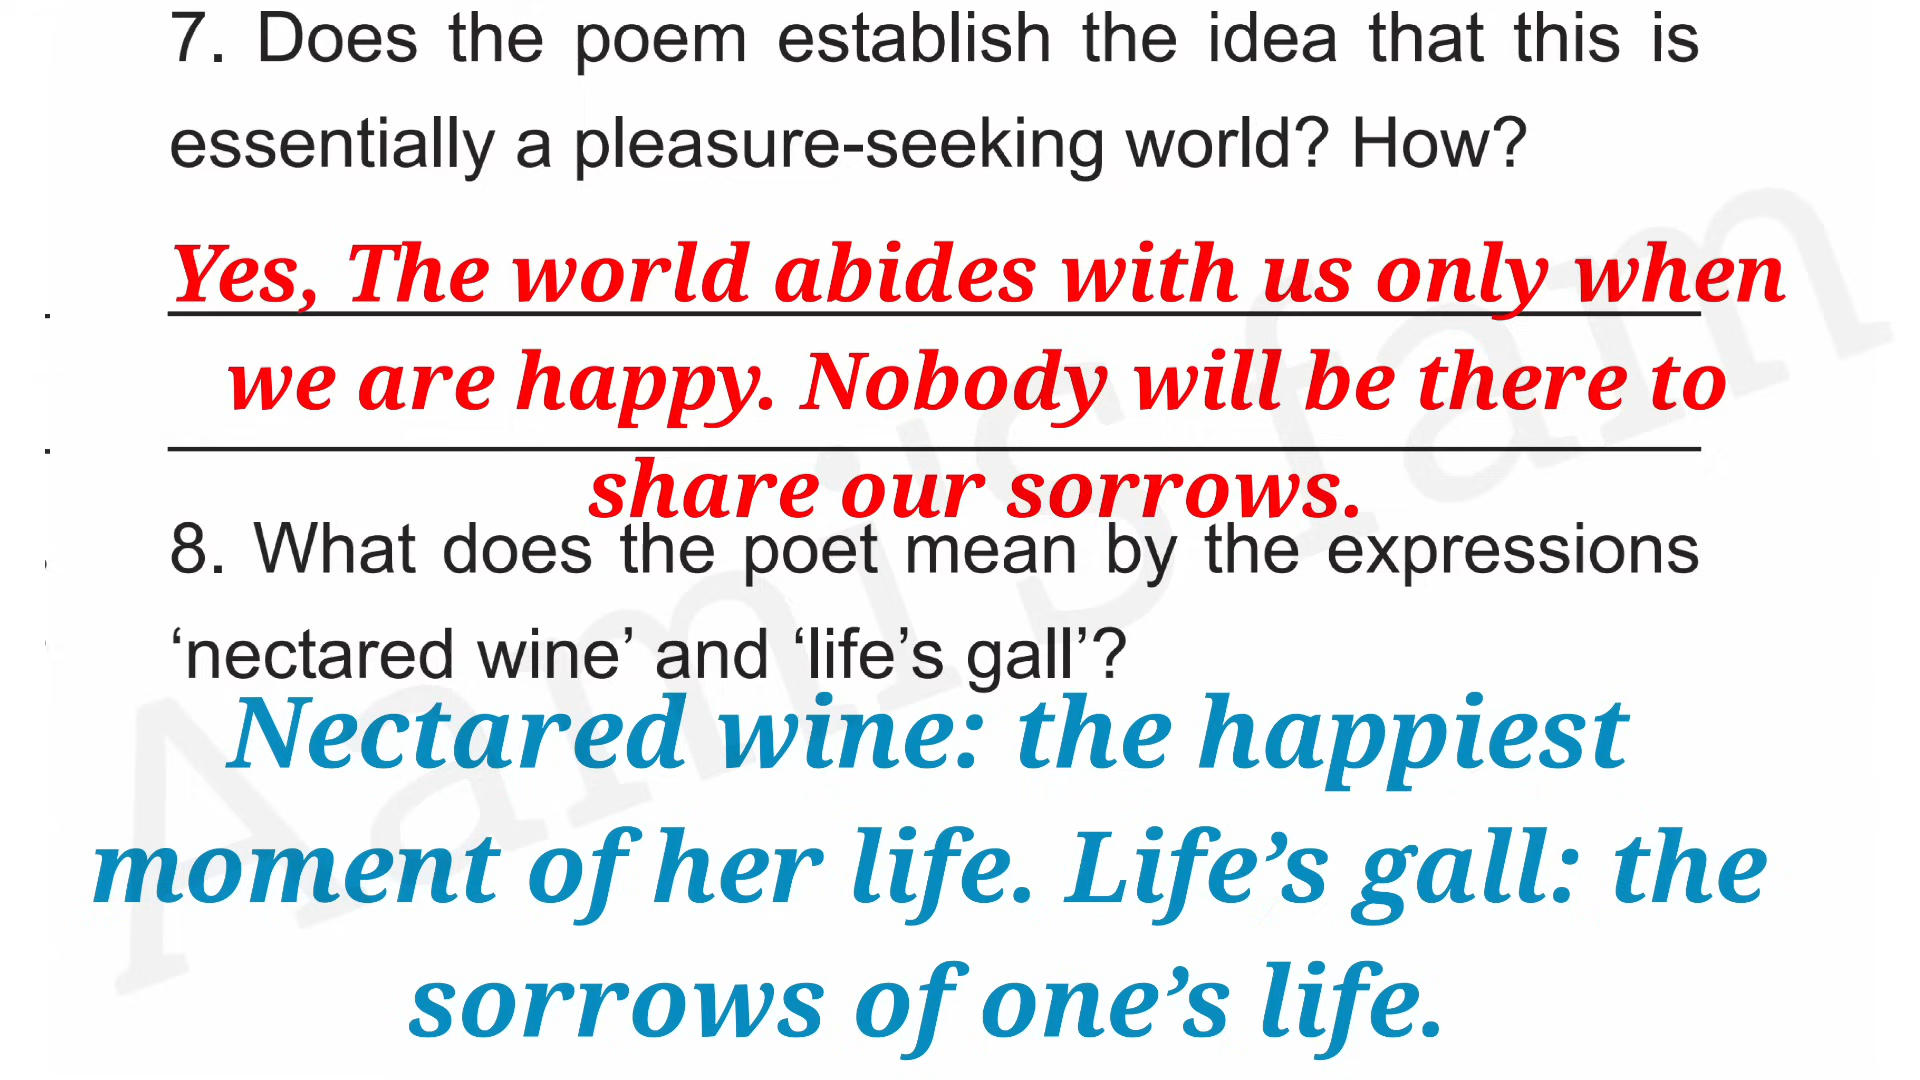 7. Does the poem establish the idea that this is
essentially a pleasure-seeking world? How?
Yes, The world abides with us only when
we are happy. Nobody will be there to
share our sorrows.
8. What does the poet mean by the expressions
‘nectared wine’ and ‘life’s gall’?
Nectared wine: the happiest
moment of her life. Life’s gall: the
sorrows of one’s life.
Aami's fam